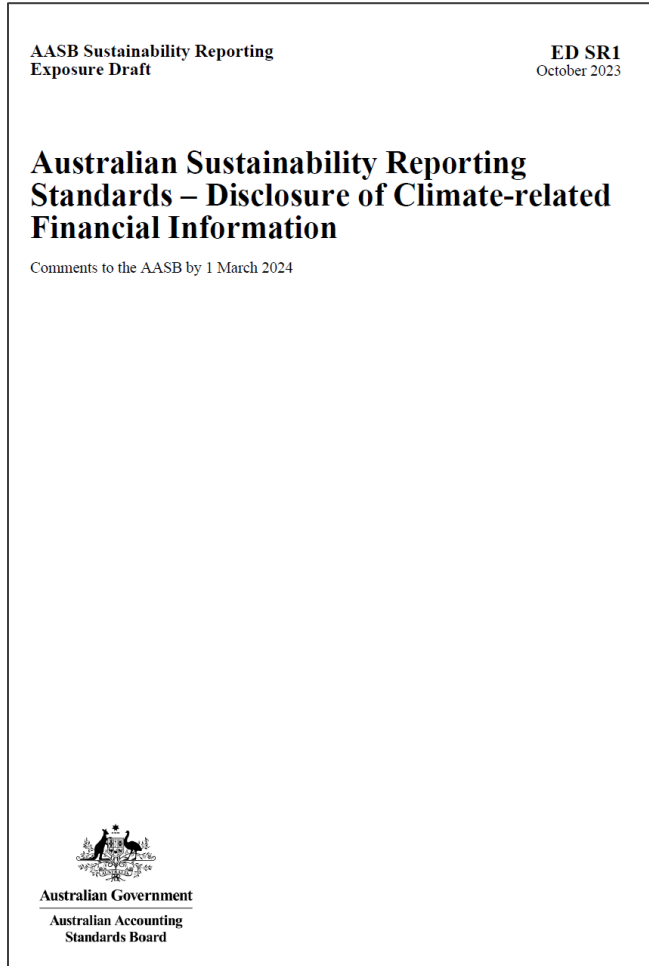 AASB Sustainability Reporting
Exposure Draft
ED SR1
October 2023
Australian Sustainability Reporting
Standards – Disclosure of Climate-related
Financial Information
Comments to the AASB by 1 March 2024
Australian Government
Australian Accounting
Standards Board